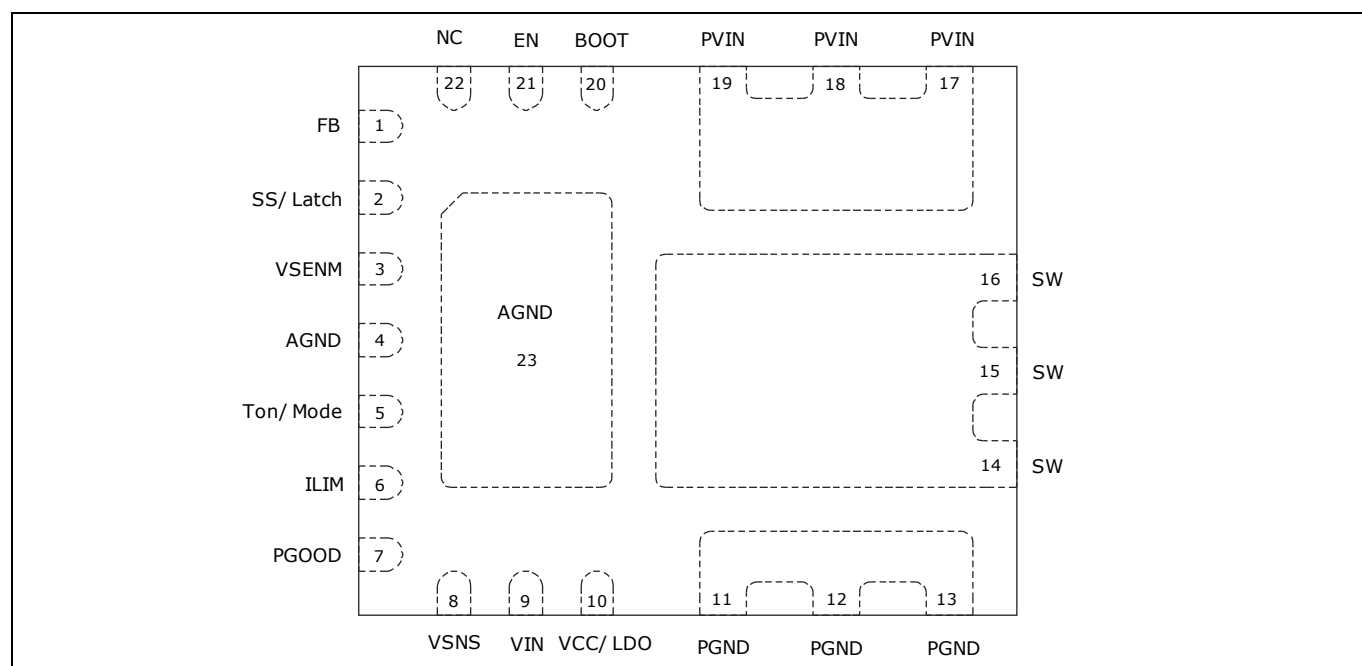 NC EN BOOT PVIN PVIN PVIN
22 21 20 19 18 17
FB 1
SS/ Latch 2
VSENM 3
16 SW
AGND
AGND 4
23
15 SW
Ton/ Mode 5
14 SW
ILIM 6
PGOOD 7
8 9 10 11 12 13
VSNS VIN VCC/ LDO PGND PGND PGND